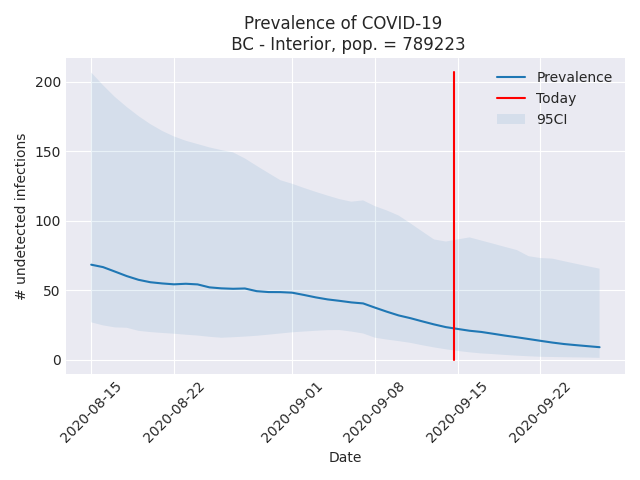 Prevalence of COVID-19
BC - Interior, pop. = 789223
Prevalence
Today
95CI
# undetected infections
200
150
100
50
0
2020-08-15
2020-08-22
2020-09-01
2020-09-08
2020-09-15
2020-09-22
Date